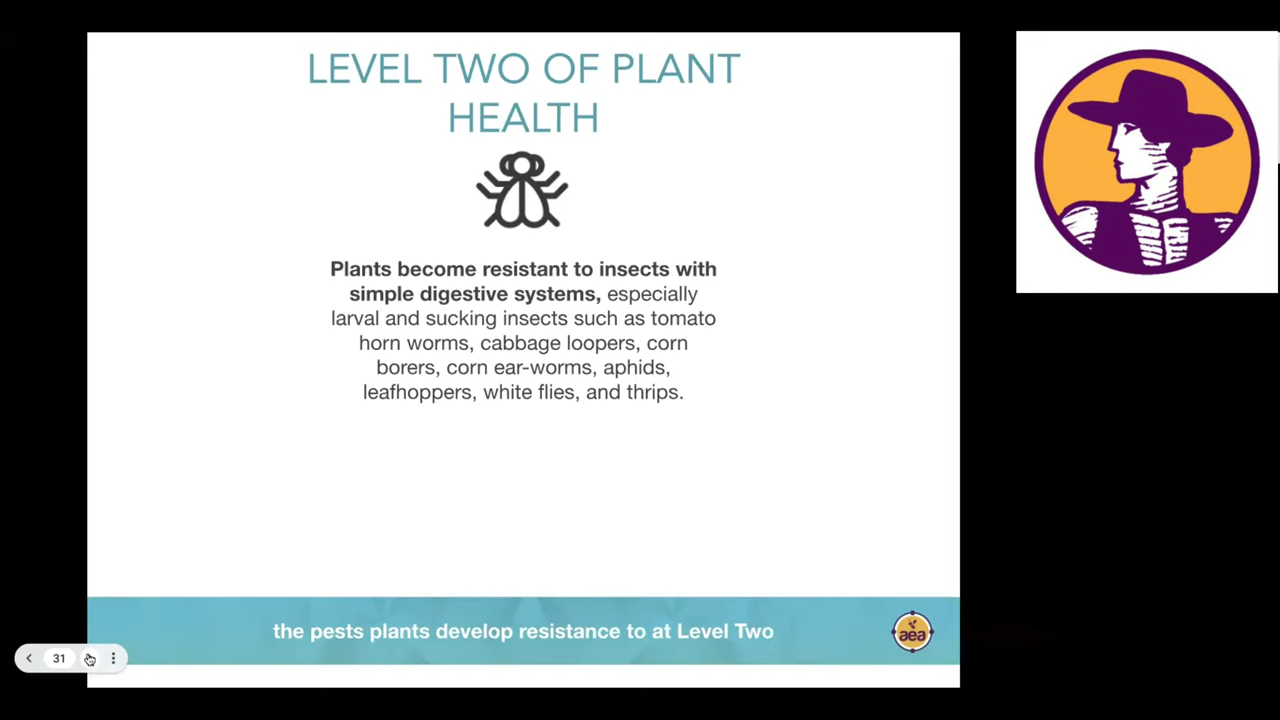 LEVEL TWO OF PLANT
HEALTH
Plants become resistant to insects with
simple digestive systems, especially
larval and sucking insects such as tomato
horn worms, cabbage loopers, corn
borers, corn ear-worms, aphids,
leafhoppers, white flies, and thrips.
the pests plants develop resistance to at Level Two
aea
31